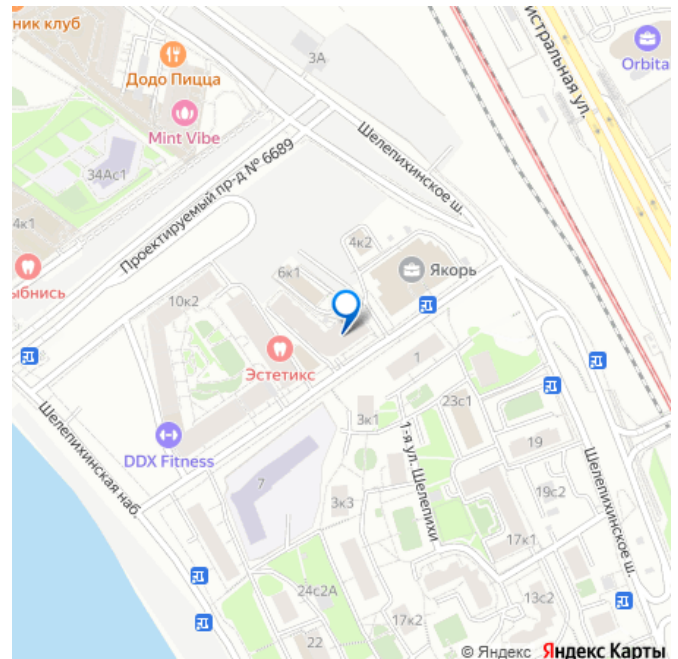 ник клуб
Додо Пицца
Mint Vibe
3А
истральная ул.
Orbita
Шелепихинское ш.
34Ас1
Проектируемый пр-д № 6689
4к1
ыбнись
4к2
6к1
Якорь
10к2
Эстетикс
1
23с1
3к1
1-я ул. Шелепихи
19
DDX Fitness
Шелепихинская наб.
7
3к3
19с2
Шелепихинское ш.
17к1
24с2А
13с2
17к2
22
© Яндекс Яндекс Карты